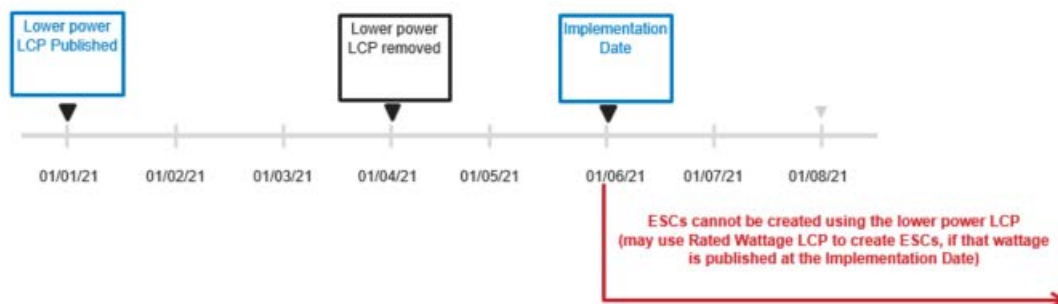 Lower power
LCP Published
Lower power
LCP removed
Implementation
Date
01/01/21
01/02/21
01/03/21
01/04/21
01/05/21
01/06/21
01/07/21
01/08/21
ESCs cannot be created using the lower power LCP
(may use Rated Wattage LCP to create ESCs, if that wattage
is published at the Implementation Date)